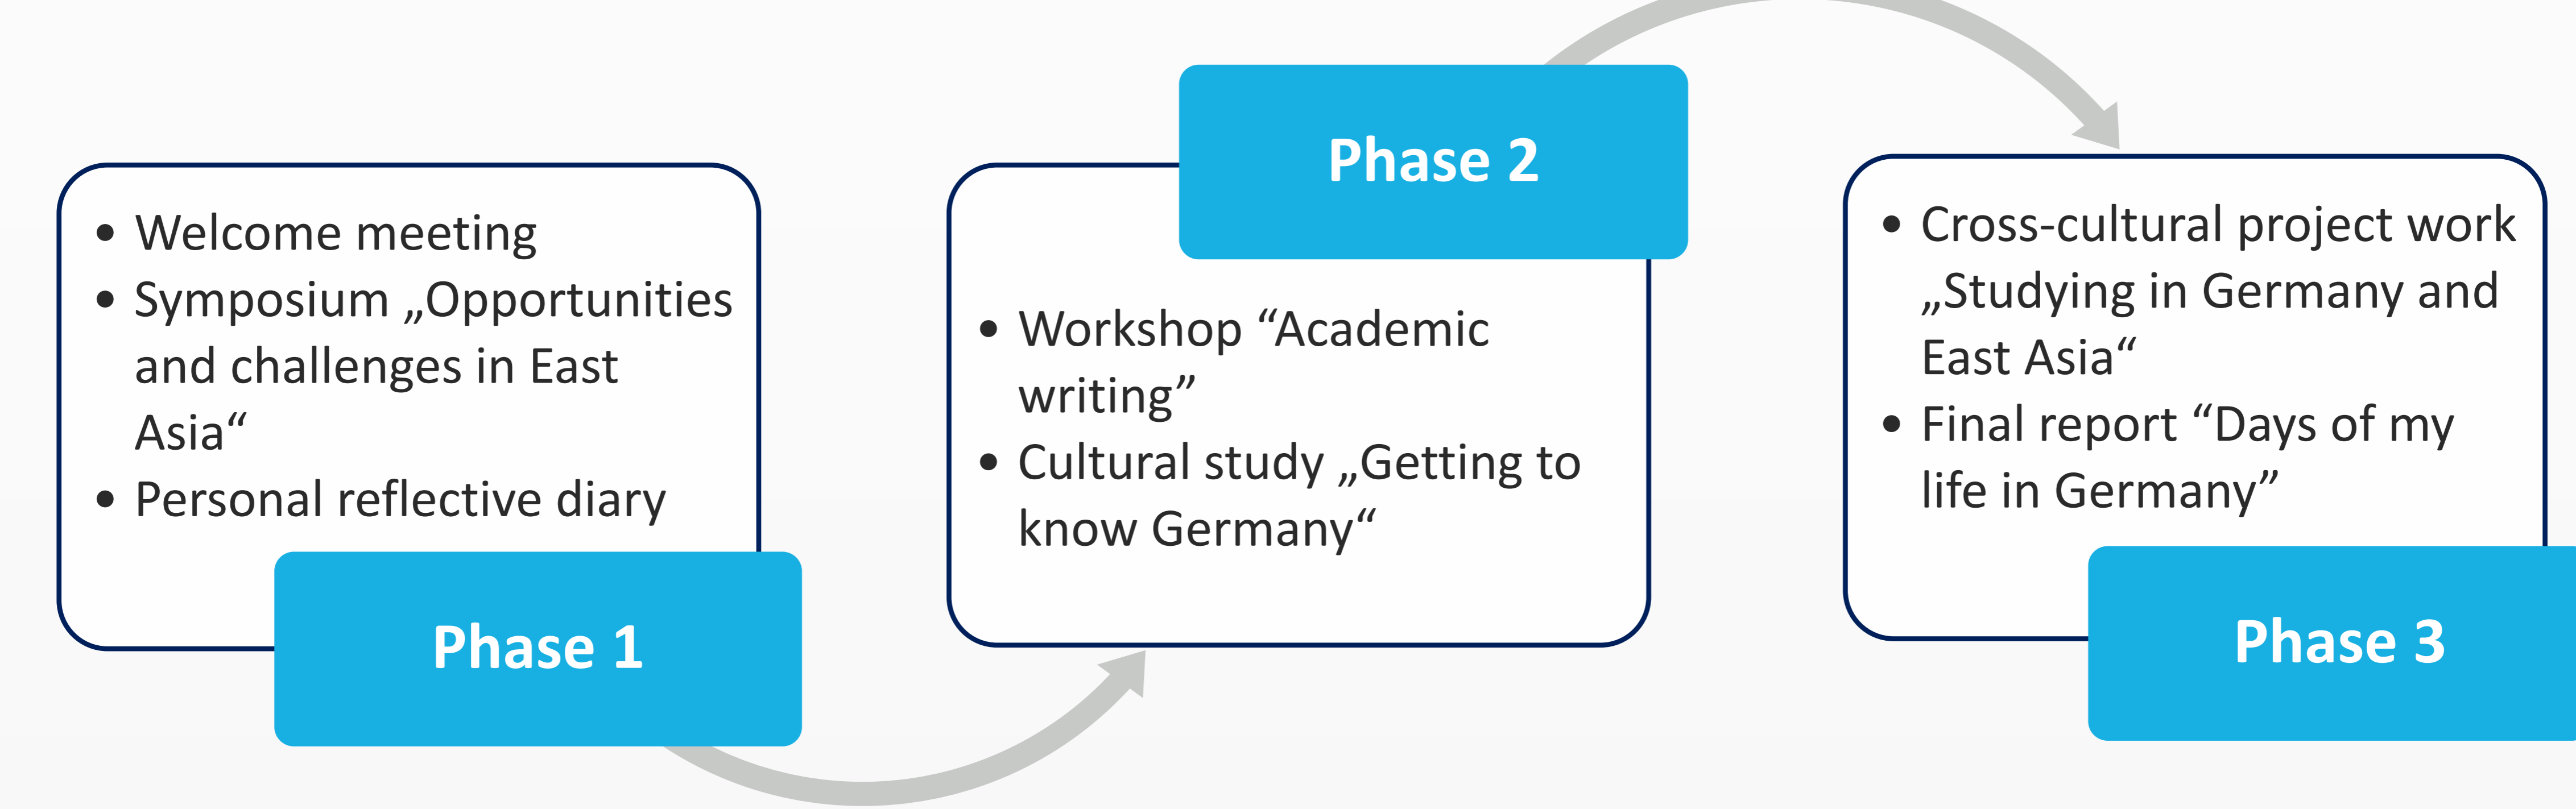 • Welcome meeting
• Symposium „Opportunities
and challenges in East
Asia“
• Personal reflective diary
Phase 1
Phase 2
• Workshop “Academic
writing”
• Cultural study „Getting to
know Germany“
• Cross-cultural project work
„Studying in Germany and
East Asia“
• Final report “Days of my
life in Germany”
Phase 3